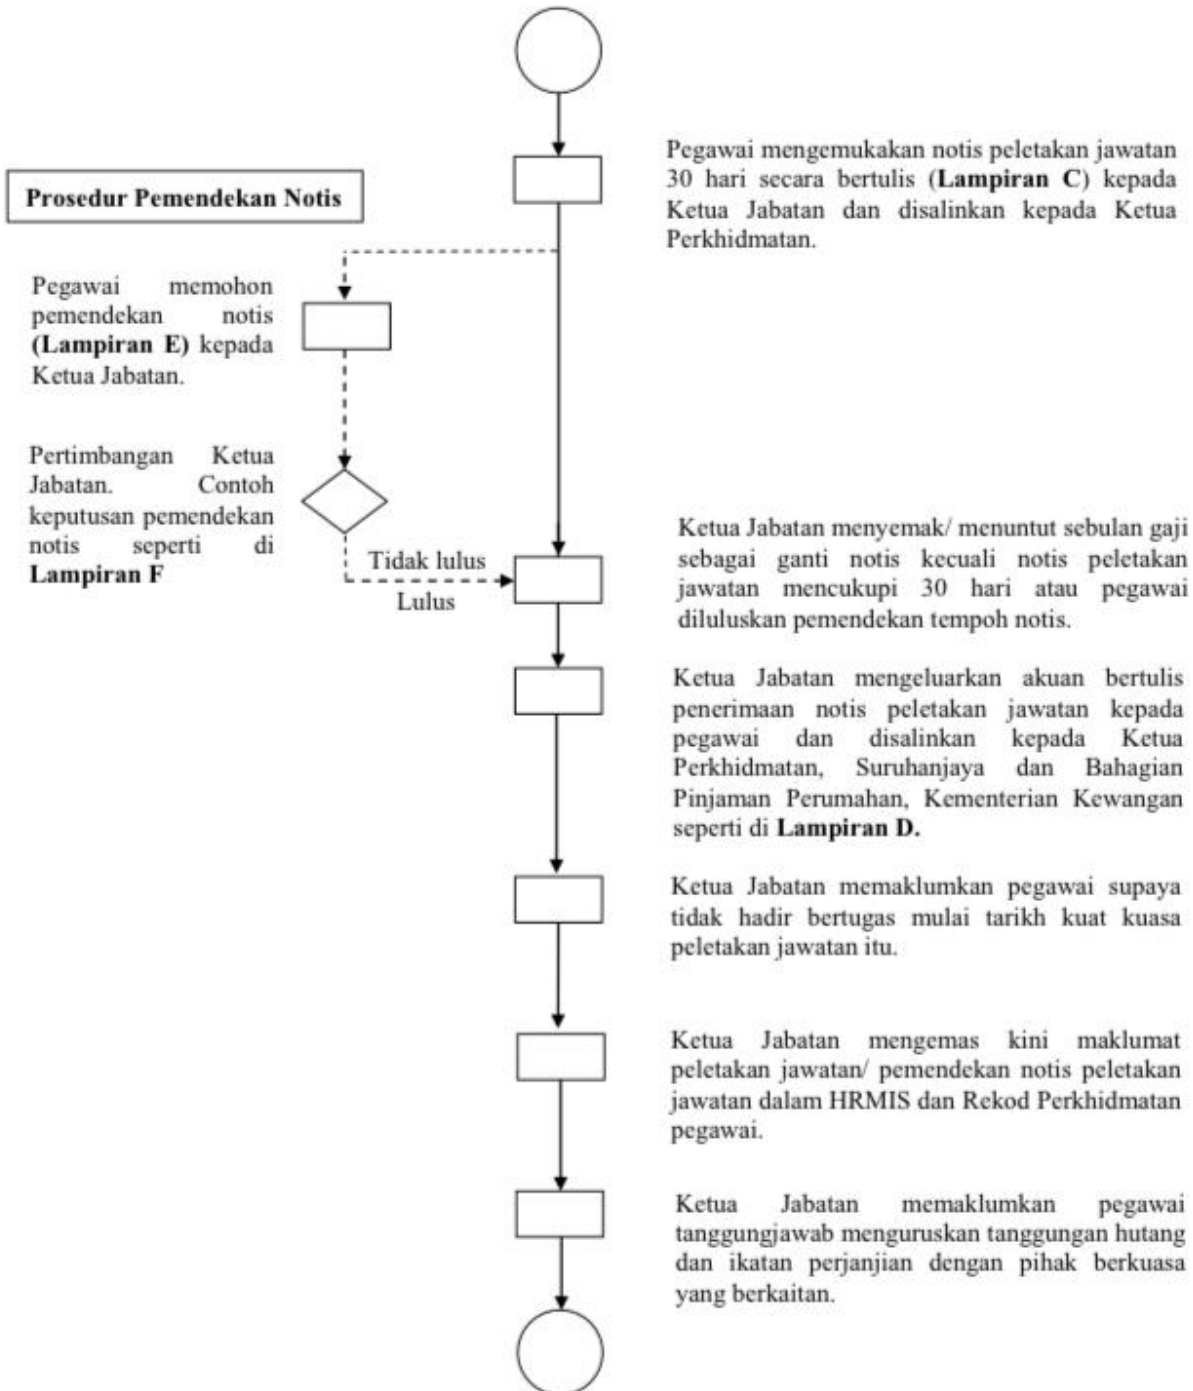 Pegawai mengemukakan notis peletakan jawatan
30 hari secara bertulis (Lampiran C) kepada
Ketua Jabatan dan disalinkan kepada Ketua
Perkhidmatan.
Prosedur Pemendekan Notis
Pegawai memohon
pemendekan notis
(Lampiran E) kepada
Ketua Jabatan.
Pertimbangan Ketua
Jabatan. Contoh
keputusan pemendekan
notis seperti di
Lampiran F
Tidak lulus
Lulus
Ketua Jabatan menyemak/ menuntut sebulan gaji
sebagai ganti notis kecuali notis peletakan
jawatan mencukupi 30 hari atau pegawai
diluluskan pemendekan tempoh notis.
Ketua Jabatan mengeluarkan akuan bertulis
penerimaan notis peletakan jawatan kepada
pegawai dan disalinkan kepada Ketua
Perkhidmatan, Suruhanjaya dan Bahagian
Pinjaman Perumahan, Kementerian Kewangan
seperti di Lampiran D.
Ketua Jabatan memaklumkan pegawai supaya
tidak hadir bertugas mulai tarikh kuat kuasa
peletakan jawatan itu.
Ketua Jabatan mengemas kini maklumat
peletakan jawatan/ pemendekan notis peletakan
jawatan dalam HRMIS dan Rekod Perkhidmatan
pegawai.
Ketua Jabatan memaklumkan pegawai
tanggungjawab menguruskan tanggungan hutang
dan ikatan perjanjian dengan pihak berkuasa
yang berkaitan.